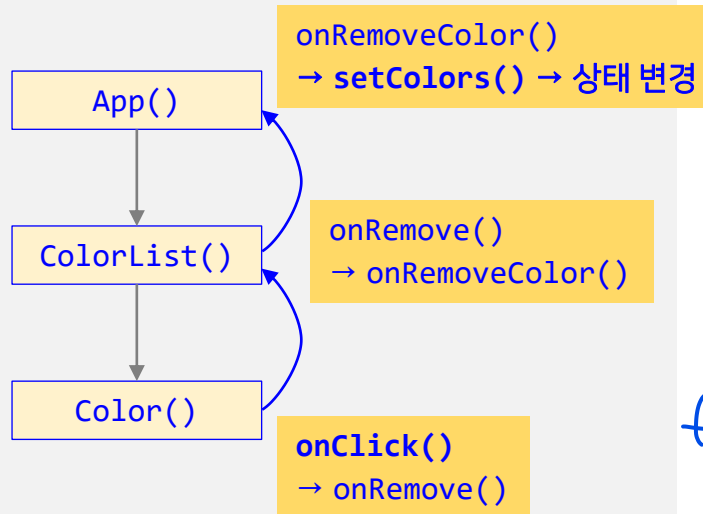 onRemoveColor()
→ setColors() → 상태 변경
App()
ColorList()
onRemove()
→ onRemoveColor()
Color()
onClick()
→ onRemove()